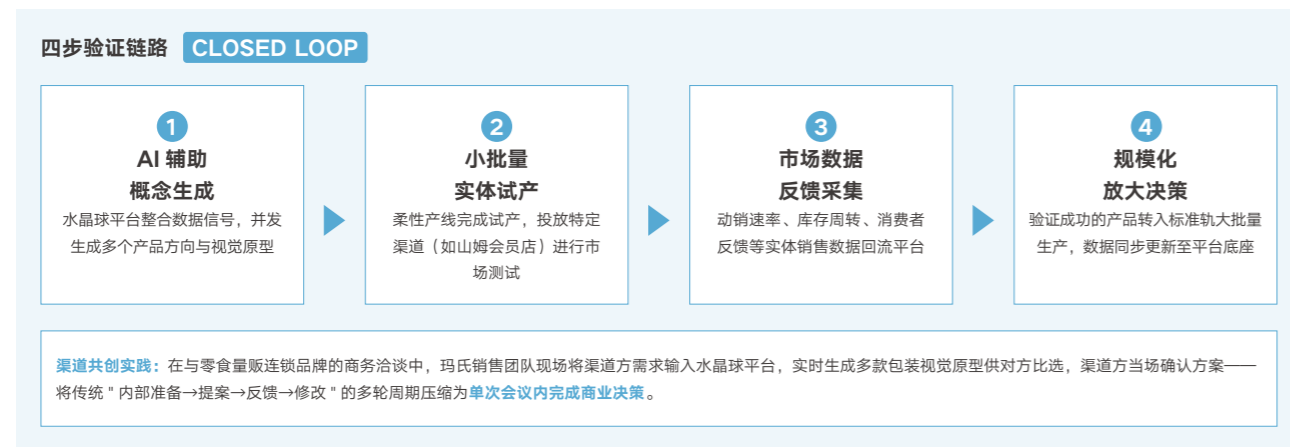 四步验证链路 CLOSED LOOP
1
AI 辅助
概念生成
水晶球平台整合数据信号，并发
生成多个产品方向与视觉原型
2
小批量
实体试产
柔性产线完成试产，投放特定
渠道（如山姆会员店）进行市
场测试
3
市场数据
反馈采集
动销速率、库存周转、消费者
反馈等实体销售数据回流平台
4
规模化
放大决策
验证成功的产品转入标准轨大批量
生产，数据同步更新至平台底座
渠道共创实践：在与零食量贩连锁品牌的商务洽谈中，玛氏销售团队现场将渠道方需求输入水晶球平台，实时生成多款包装视觉原型供对方比选，渠道方当场确认方案——
将传统 " 内部准备→提案→反馈→修改 " 的多轮周期压缩为单次会议内完成商业决策。